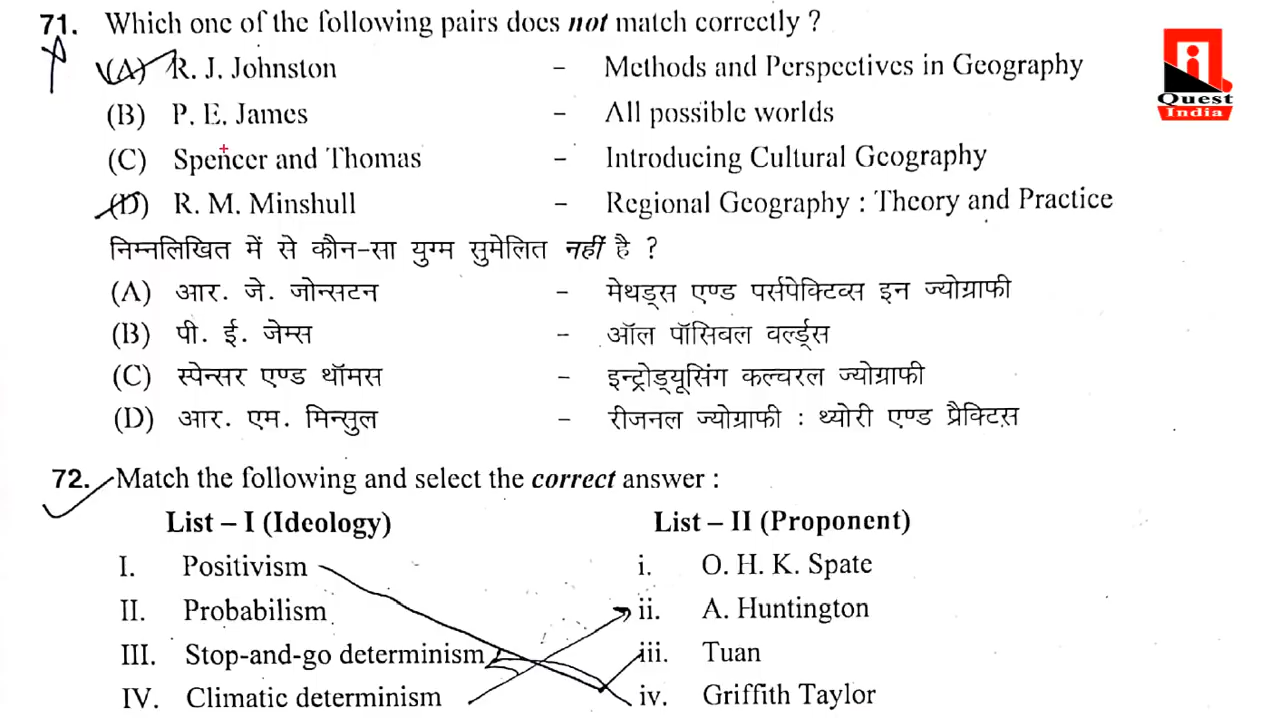 71. Which one of the following pairs does not match correctly ?
(A) R. J. Johnston – Methods and Perspectives in Geography
(B) P. E. James – All possible worlds
(C) Spencer and Thomas – Introducing Cultural Geography
(D) R. M. Minshull – Regional Geography : Theory and Practice
निम्नलिखित में से कौन-सा युग्म सुमेलित नहीं है ?
(A) आर. जे. जोन्सटन – मेथड्स एण्ड पर्सपेक्टिव्स इन ज्योग्राफी
(B) पी. ई. जेम्स – ऑल पॉसिबल वर्ल्ड्स
(C) स्पेन्सर एण्ड थॉमस – इन्ट्रोड्यूसिंग कल्चरल ज्योग्राफी
(D) आर. एम. मिन्सुल – रीजनल ज्योग्राफी : थ्योरी एण्ड प्रैक्टिस
72. Match the following and select the correct answer :
List – I (Ideology) List – II (Proponent)
I. Positivism i. O. H. K. Spate
II. Probabilism ii. A. Huntington
III. Stop-and-go determinism iii. Tuan
IV. Climatic determinism iv. Griffith Taylor
Quest
India